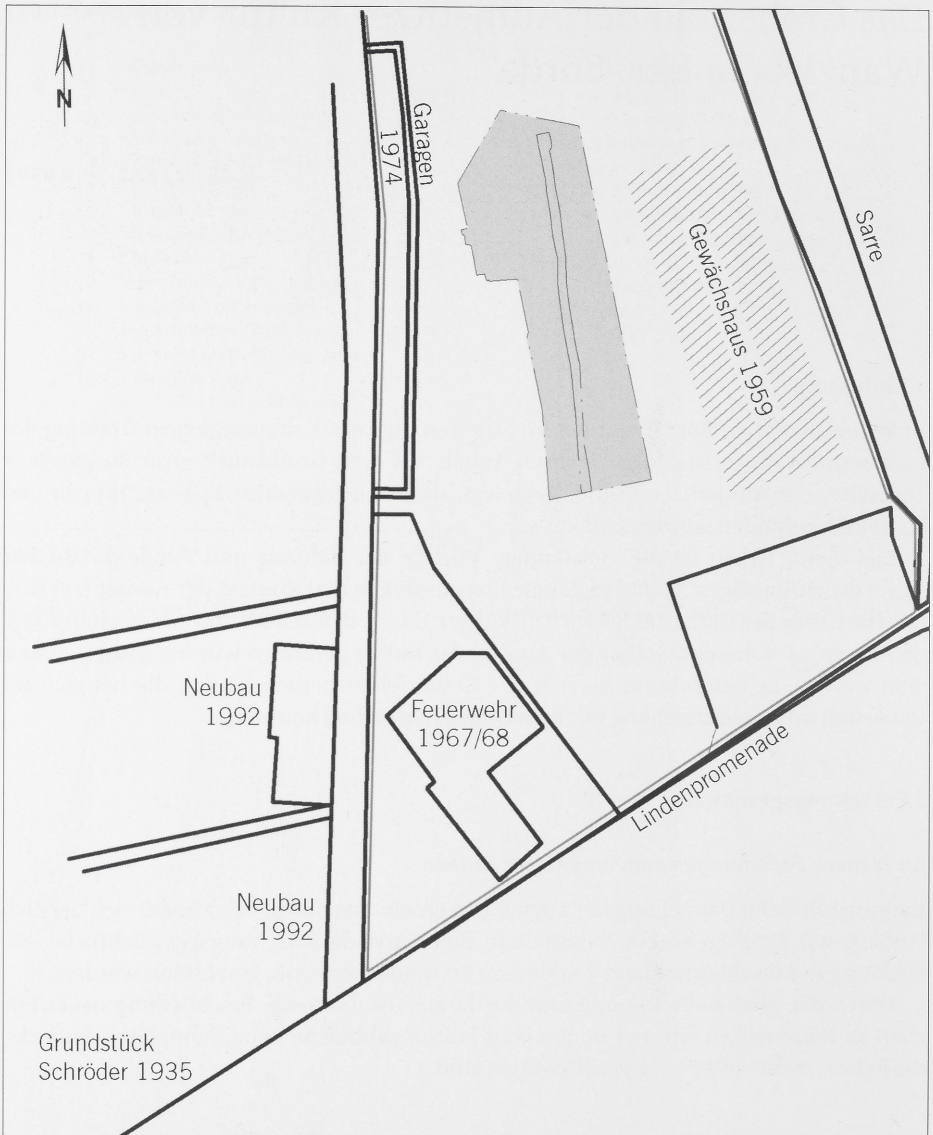 N
Garagen
1974
Sarre
Gewächshaus 1959
Neubau
1992
Feuerwehr
1967/68
Lindenpromenade
Neubau
1992
Grundstück
Schröder 1935